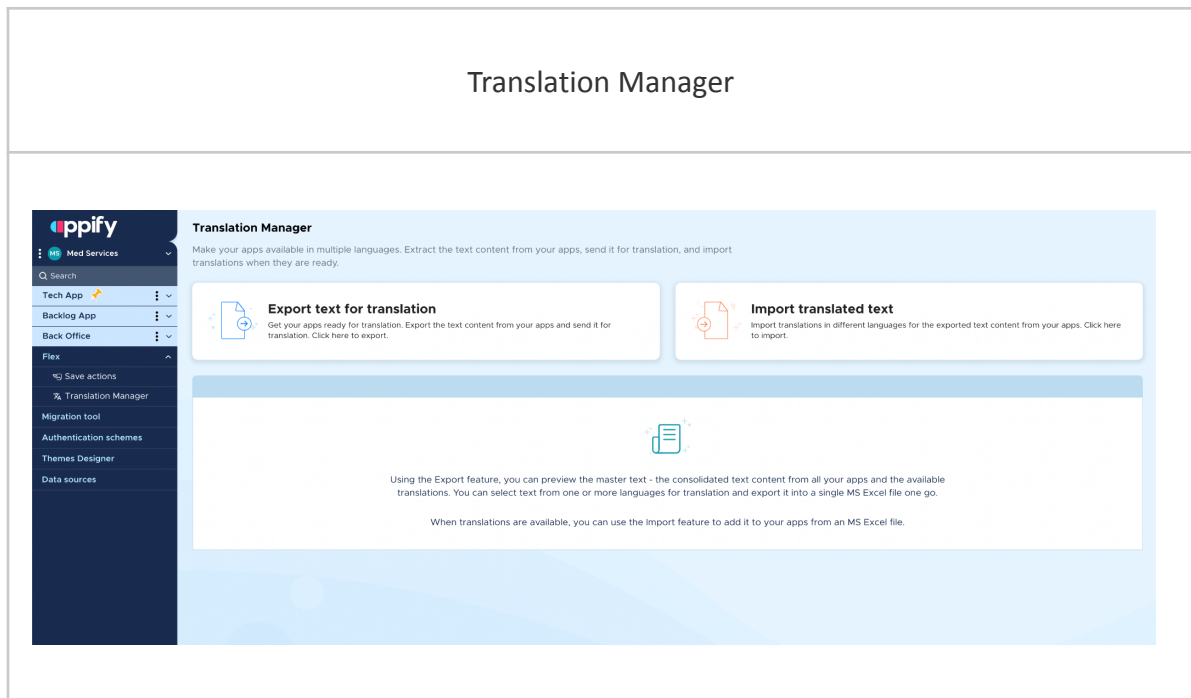 Translation Manager
appify
MS Med Services
Search
Tech App
Backlog App
Back Office
Flex
Save actions
Translation Manager
Migration tool
Authentication schemes
Themes Designer
Data sources
Translation Manager
Make your apps available in multiple languages. Extract the text content from your apps, send it for translation, and import
translations when they are ready.
Export text for translation
Get your apps ready for translation. Export the text content from your apps and send it for
translation. Click here to export.
Import translated text
Import translations in different languages for the exported text content from your apps. Click here
to import.
Using the Export feature, you can preview the master text - the consolidated text content from all your apps and the available
translations. You can select text from one or more languages for translation and export it into a single MS Excel file one go.
When translations are available, you can use the Import feature to add it to your apps from an MS Excel file.